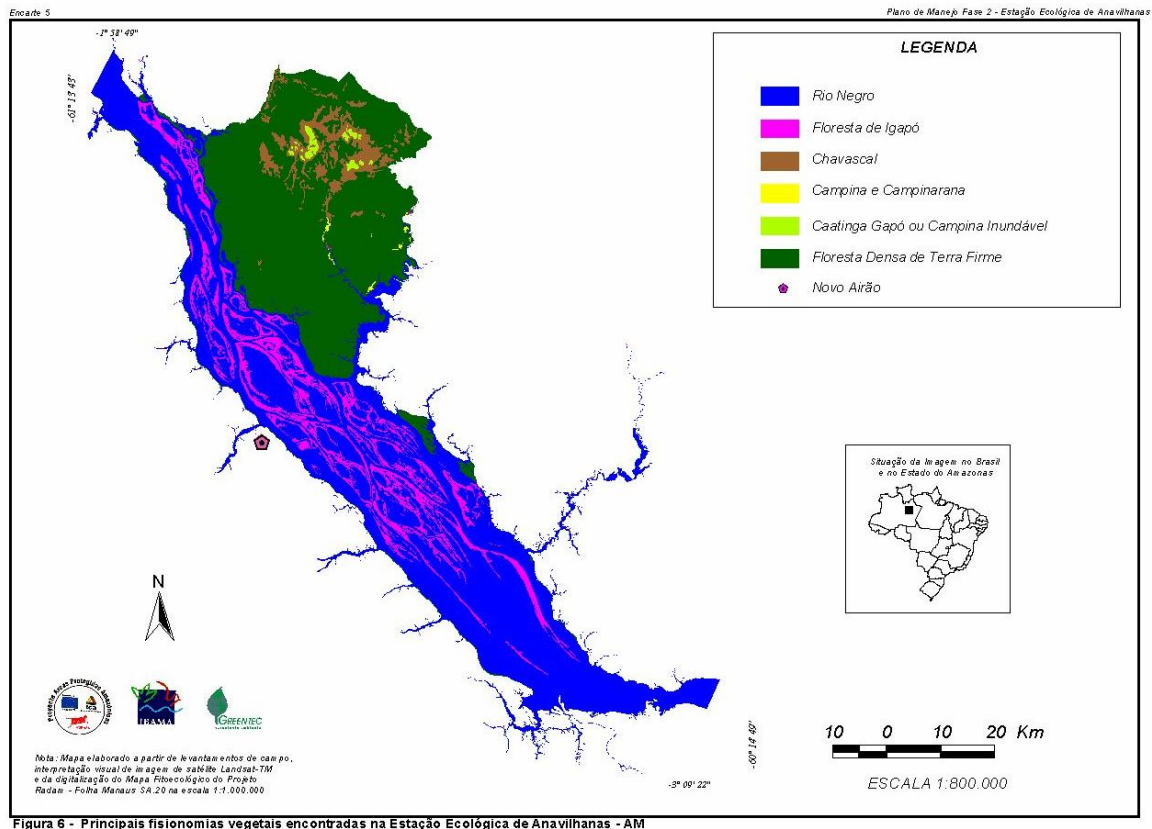 Encarte 5
Plano de Manejo Fase 2 - Estação Ecológica de Anavilhanas
-1° 58' 49"
-61° 13' 43"
LEGENDA
Rio Negro
Floresta de Igapó
Chavascal
Campina e Campinarana
Caatinga Gapó ou Campina Inundável
Floresta Densa de Terra Firme
Novo Airão
Situação da Imagem no Brasil
e no Estado do Amazonas
N
Projeto Áreas Protegidas Amazônicas
IBAMA
GREENTEC
Nota: Mapa elaborado a partir de levantamentos de campo,
interpretação visual de imagem de satélite Landsat-TM
e da digitalização do Mapa Fitoecológico do Projeto
Radam - Folha Manaus SA.20 na escala 1:1.000.000
-60° 14' 49"
-3° 09' 22"
10 0 10 20 Km
ESCALA 1:800.000
Figura 6 - Principais fisionomias vegetais encontradas na Estação Ecológica de Anavilhanas - AM